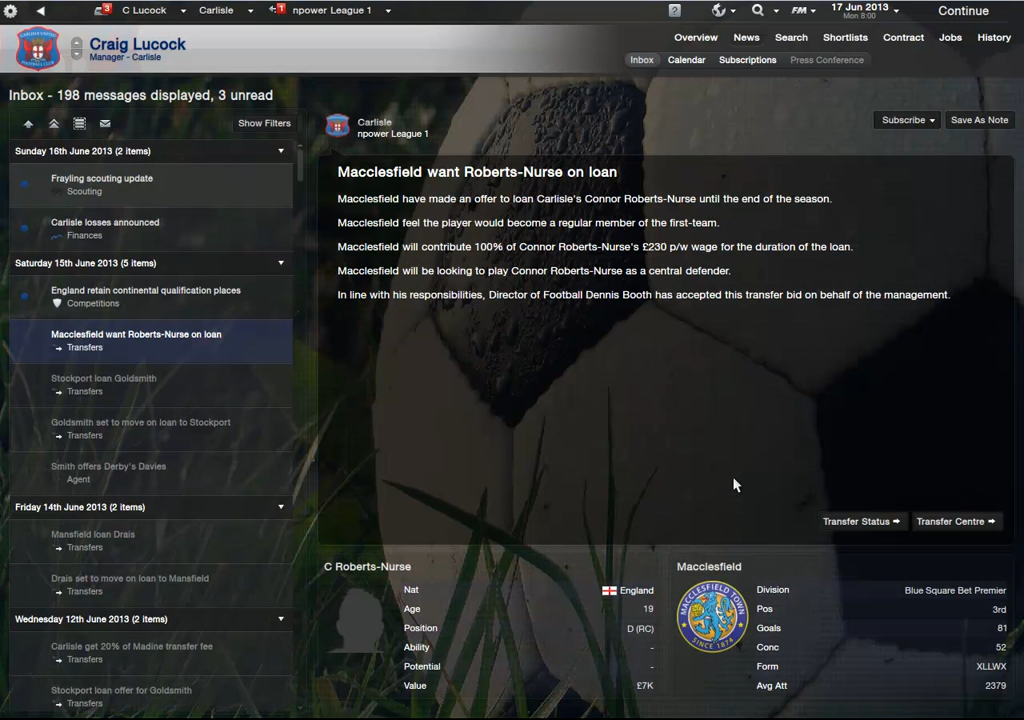 3 C Lucock Carlisle 1 npower League 1 ? FM 17 Jun 2013 Continue
Mon 8:00
Craig Lucock
Manager - Carlisle
Overview News Search Shortlists Contract Jobs History
Inbox Calendar Subscriptions Press Conference
Inbox - 198 messages displayed, 3 unread
Show Filters
Sunday 16th June 2013 (2 items)
Frayling scouting update
Scouting
Carlisle losses announced
Finances
Saturday 15th June 2013 (5 items)
England retain continental qualification places
Competitions
Macclesfield want Roberts-Nurse on loan
Transfers
Stockport loan Goldsmith
Transfers
Goldsmith set to move on loan to Stockport
Transfers
Smith offers Derby's Davies
Agent
Friday 14th June 2013 (2 items)
Mansfield loan Drais
Transfers
Drais set to move on loan to Mansfield
Transfers
Wednesday 12th June 2013 (2 items)
Carlisle get 20% of Madine transfer fee
Transfers
Stockport loan offer for Goldsmith
Transfers
Carlisle
npower League 1
Subscribe Save As Note
Macclesfield want Roberts-Nurse on loan
Macclesfield have made an offer to loan Carlisle's Connor Roberts-Nurse until the end of the season.
Macclesfield feel the player would become a regular member of the first-team.
Macclesfield will contribute 100% of Connor Roberts-Nurse's £230 p/w wage for the duration of the loan.
Macclesfield will be looking to play Connor Roberts-Nurse as a central defender.
In line with his responsibilities, Director of Football Dennis Booth has accepted this transfer bid on behalf of the management.
Transfer Status Transfer Centre
C Roberts-Nurse
Nat England
Age 19
Position D (RC)
Ability -
Potential -
Value £7K
Macclesfield
MACCLESFIELD TOWN
SINCE 1874
Division Blue Square Bet Premier
Pos 3rd
Goals 81
Conc 52
Form XLLWX
Avg Att 2379